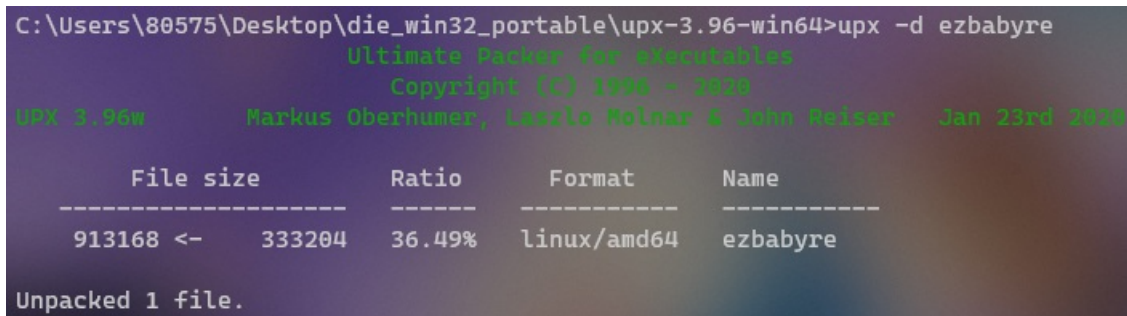 C:\Users\80575\Desktop\die_win32_portable\upx-3.96-win64>upx -d ezbabyre
Ultimate Packer for eXecutables
Copyright (C) 1996 - 2020
UPX 3.96w Markus Oberhumer, Laszlo Molnar & John Reiser Jan 23rd 2020
File size Ratio Format Name
-------------------- ------ ----------- -----------
913168 <- 333204 36.49% linux/amd64 ezbabyre
Unpacked 1 file.